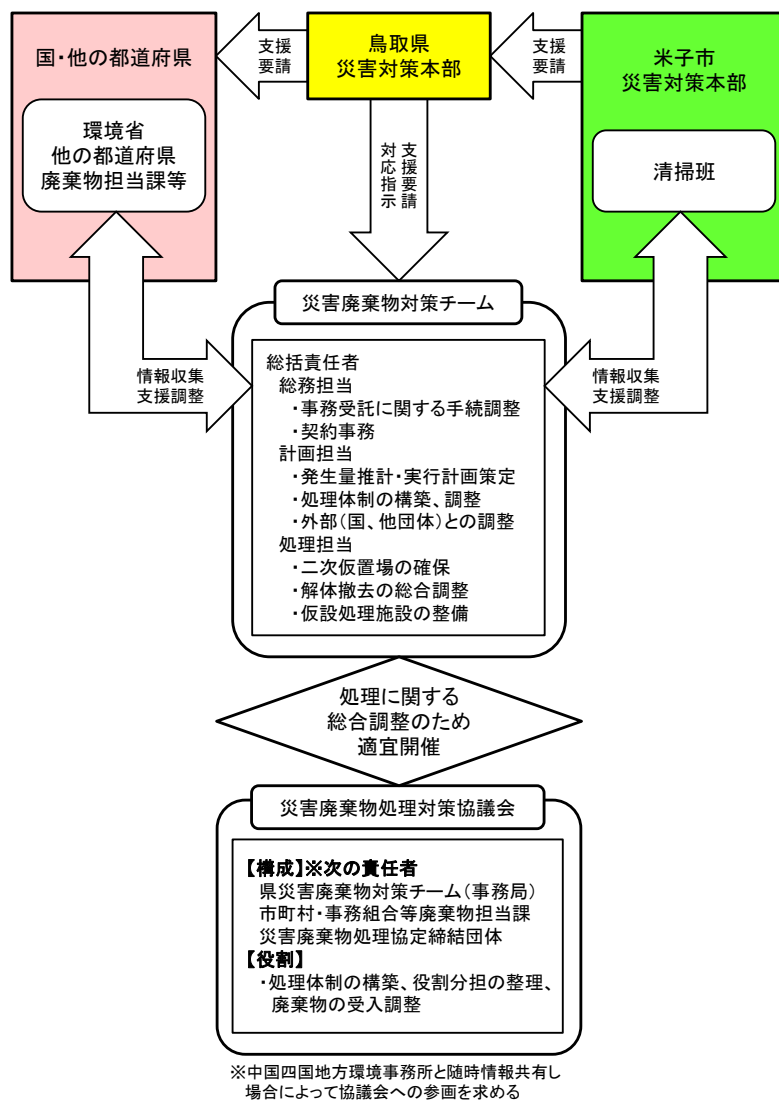 国・他の都道府県
環境省
他の都道府県
廃棄物担当課等
支援
要請
鳥取県
災害対策本部
支援
要請
米子市
災害対策本部
清掃班
支援要請
対応指示
災害廃棄物対策チーム
情報収集
支援調整
情報収集
支援調整
総括責任者
総務担当
・事務受託に関する手続調整
・契約事務
計画担当
・発生量推計・実行計画策定
・処理体制の構築、調整
・外部(国、他団体)との調整
処理担当
・二次仮置場の確保
・解体撤去の総合調整
・仮設処理施設の整備
処理に関する
総合調整のため
適宜開催
災害廃棄物処理対策協議会
【構成】※次の責任者
県災害廃棄物対策チーム(事務局)
市町村・事務組合等廃棄物担当課
災害廃棄物処理協定締結団体
【役割】
・処理体制の構築、役割分担の整理、
廃棄物の受入調整
※中国四国地方環境事務所と随時情報共有し
場合によって協議会への参画を求める